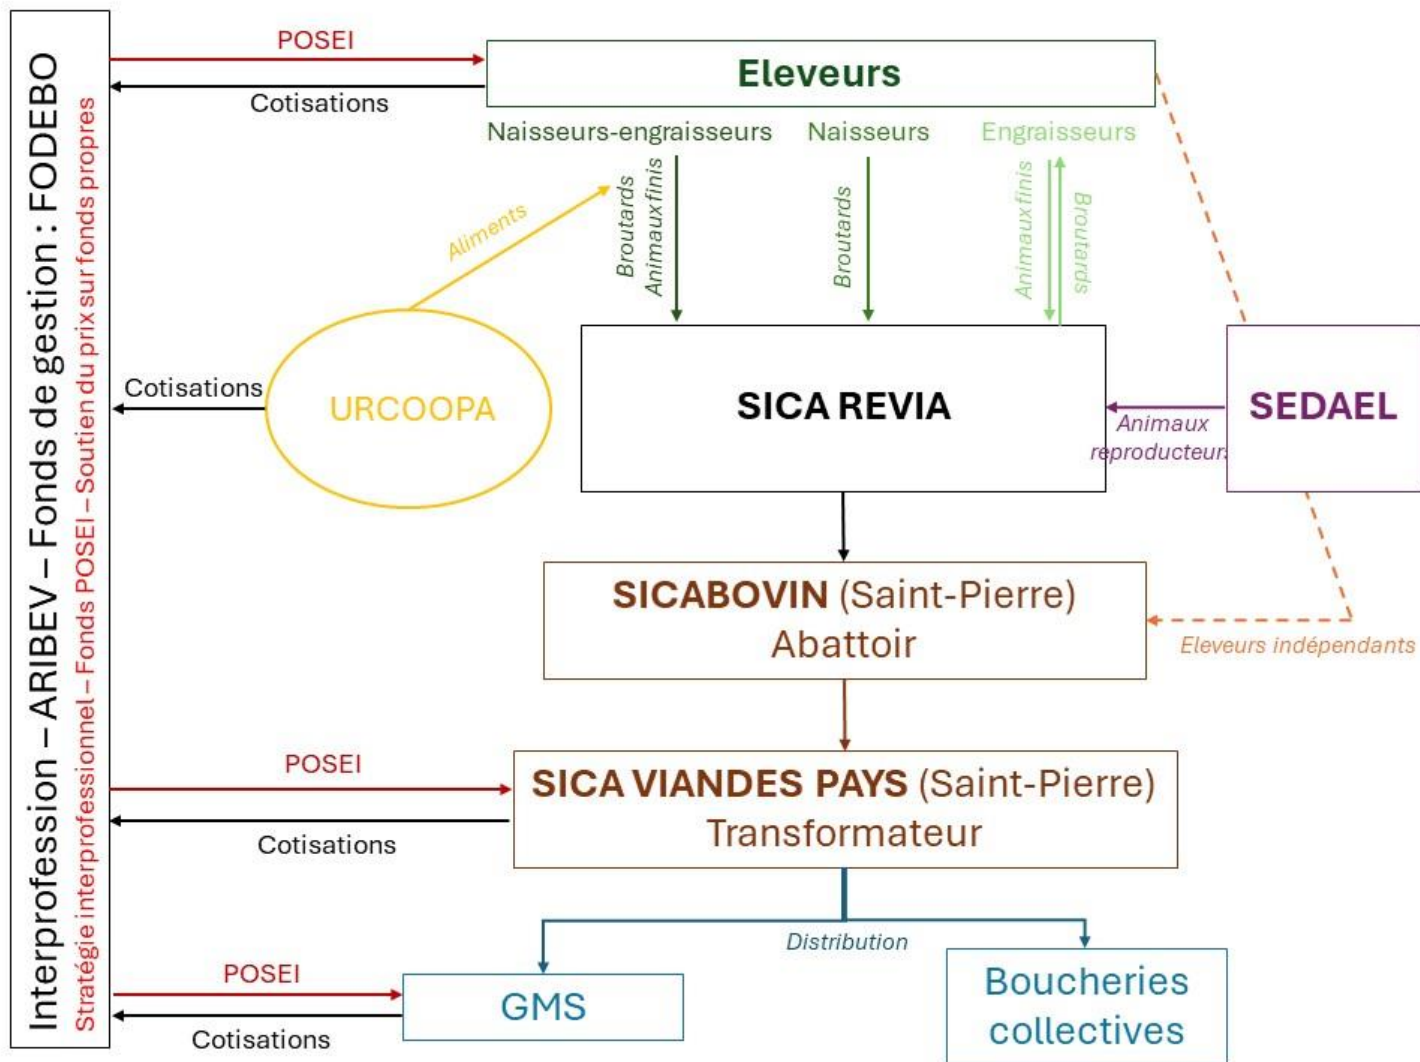 Interprofession – ARIBEV – Fonds de gestion : FODEBO
Stratégie interprofessionnel – Fonds POSEI – Soutien du prix sur fonds propres
POSEI
Cotisations
Eleveurs
Naisseurs-engraisseurs
Naisseurs
Engraisseurs
Broutards
Animaux finis
Broutards
Animaux finis
Broutards
Aliments
Cotisations
URCOOPA
SICA REVIA
Animaux
reproducteurs
SEDAEL
SICABOVIN (Saint-Pierre)
Abattoir
Eleveurs indépendants
POSEI
Cotisations
SICA VIANDES PAYS (Saint-Pierre)
Transformateur
Distribution
POSEI
Cotisations
GMS
Boucheries
collectives